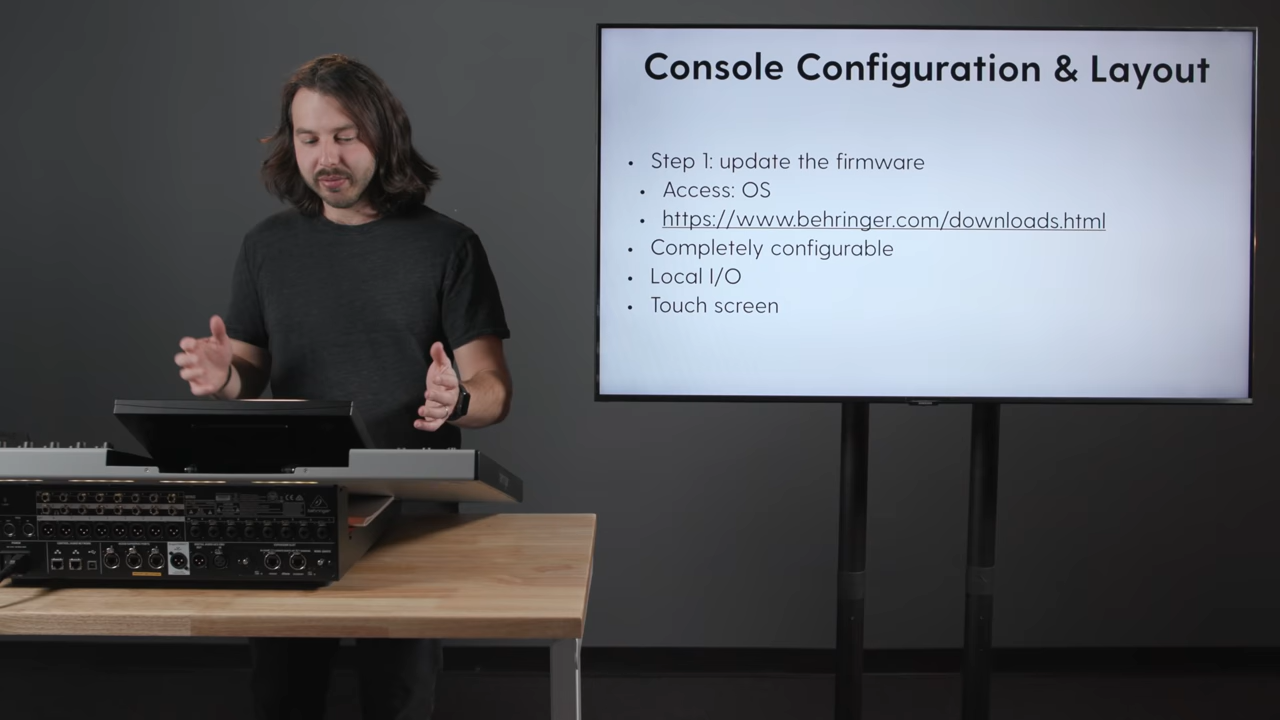 Console Configuration & Layout
Step 1: update the firmware
Access: OS
https://www.behringer.com/downloads.html
Completely configurable
Local I/O
Touch screen
behringer